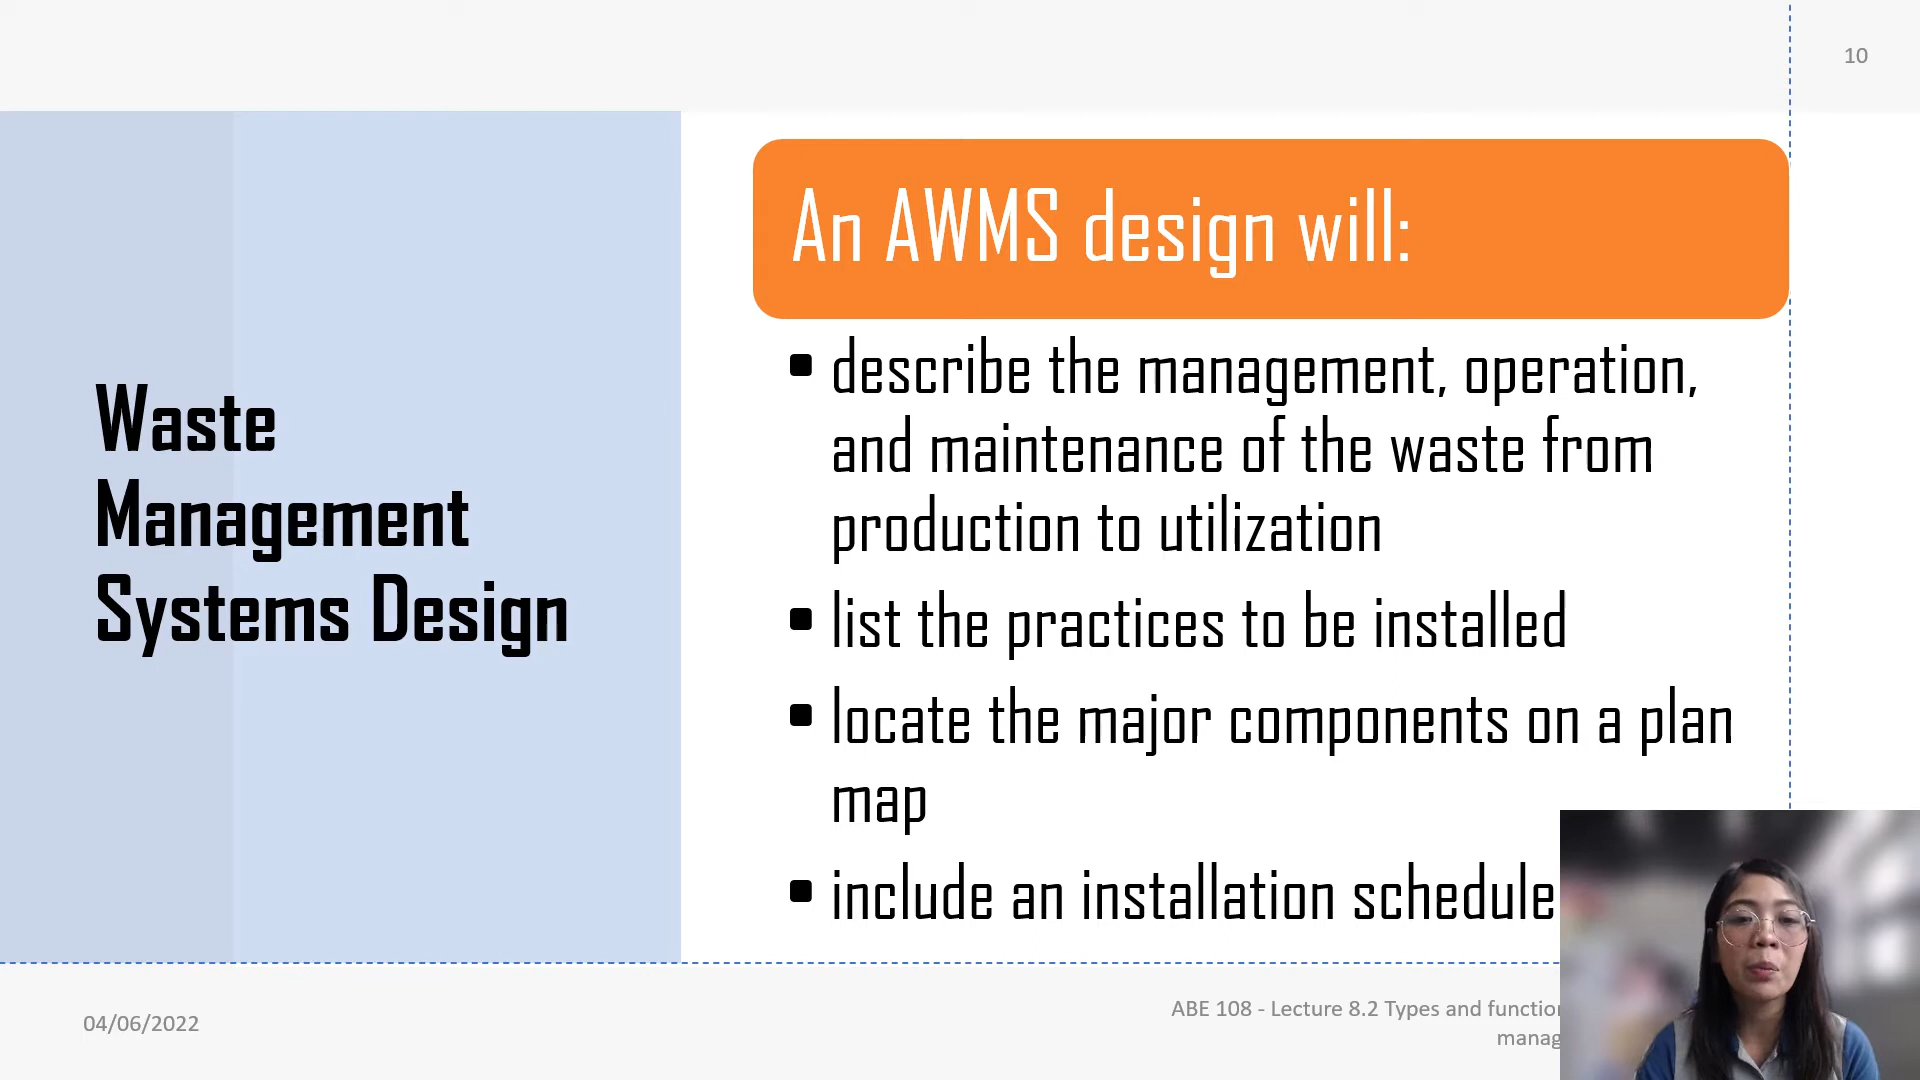 10
Waste
Management
Systems Design
An AWMS design will:
▪ describe the management, operation,
and maintenance of the waste from
production to utilization
▪ list the practices to be installed
▪ locate the major components on a plan
map
▪ include an installation schedule
04/06/2022
ABE 108 - Lecture 8.2 Types and